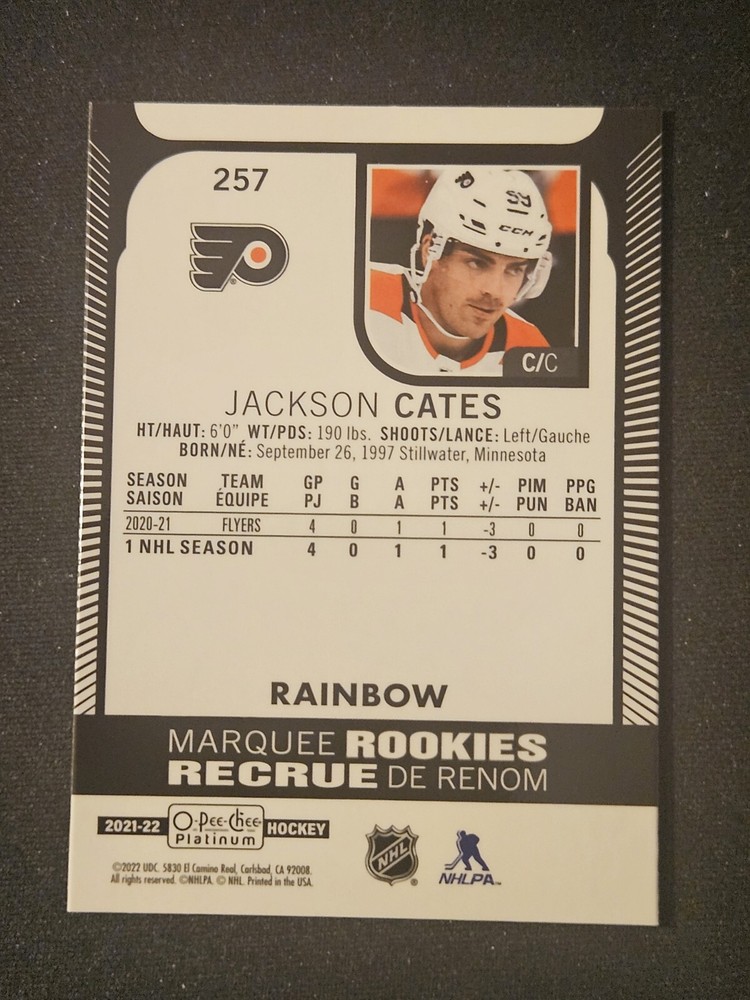 257
59
CCM
C/C
JACKSON CATES
HT/HAUT: 6'0" WT/PDS: 190 lbs. SHOOTS/LANCE: Left/Gauche
BORN/NÉ: September 26, 1997 Stillwater, Minnesota
SEASON TEAM GP G A PTS +/- PIM PPG
SAISON ÉQUIPE PJ B A PTS +/- PUN BAN
2020-21 FLYERS 4 0 1 1 -3 0 0
1 NHL SEASON 4 0 1 1 -3 0 0
RAINBOW
MARQUEE ROOKIES
RECRUE DE RENOM
2021-22 O-Pee-Chee HOCKEY
Platinum
NHL
NHLPA
©2022 UDC. 5830 El Camino Real, Carlsbad, CA 92008.
All rights reserved. ©NHLPA. © NHL. Printed in the USA.